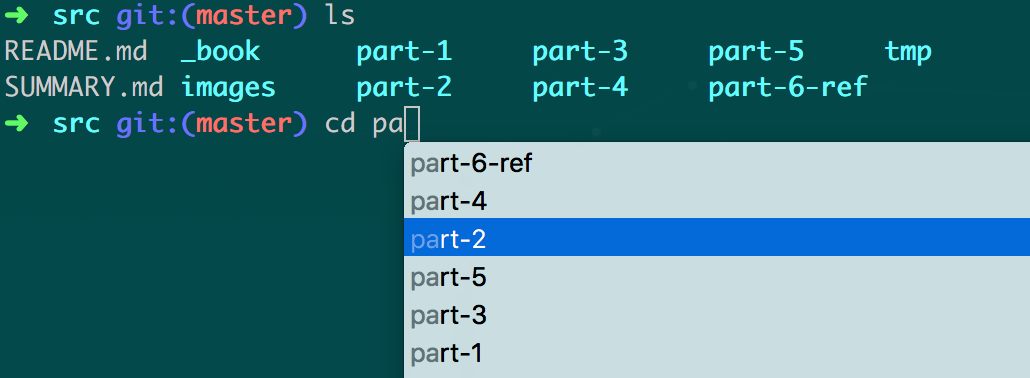 ➜ src git:(master) ls
README.md _book part-1 part-3 part-5 tmp
SUMMARY.md images part-2 part-4 part-6-ref
➜ src git:(master) cd pa
part-6-ref
part-4
part-2
part-5
part-3
part-1